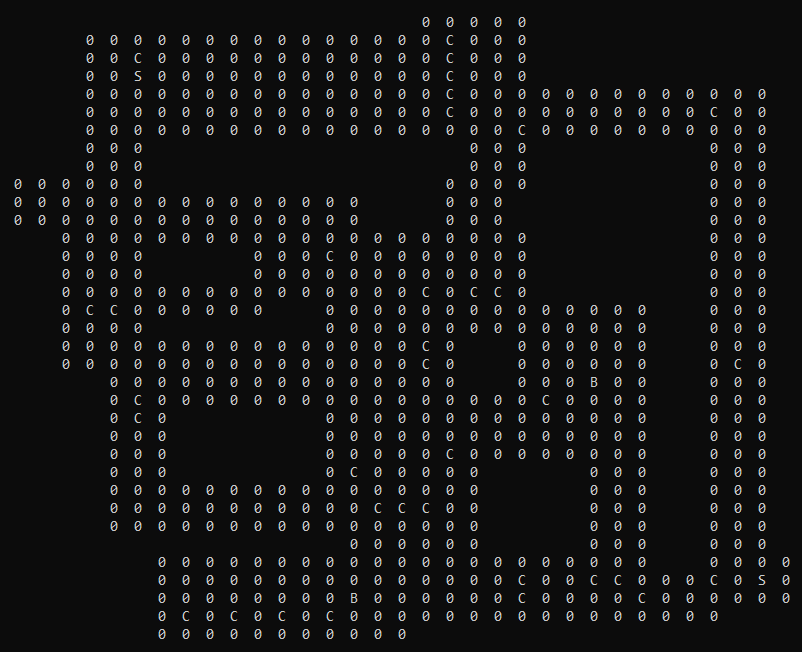 0 0 0 0 0
0 0 0 0 0 0 0 0 0 0 0 0 0 0 0 C 0 0 0
0 0 C 0 0 0 0 0 0 0 0 0 0 0 0 C 0 0 0
0 0 S 0 0 0 0 0 0 0 0 0 0 0 0 C 0 0 0
0 0 0 0 0 0 0 0 0 0 0 0 0 0 0 C 0 0 0 0 0 0 0 0 0 0 0 0 0
0 0 0 0 0 0 0 0 0 0 0 0 0 0 0 C 0 0 0 0 0 0 0 0 0 0 C 0 0
0 0 0 0 0 0 0 0 0 0 0 0 0 0 0 0 0 0 C 0 0 0 0 0 0 0 0 0 0
0 0 0 0 0 0 0 0 0
0 0 0 0 0 0 0 0 0
0 0 0 0 0 0 0 0 0 0 0 0 0
0 0 0 0 0 0 0 0 0 0 0 0 0 0 0 0 0 0 0 0 0
0 0 0 0 0 0 0 0 0 0 0 0 0 0 0 0 0 0 0 0 0
0 0 0 0 0 0 0 0 0 0 0 0 0 0 0 0 0 0 0 0 0 0 0
0 0 0 0 0 0 0 C 0 0 0 0 0 0 0 0 0 0 0
0 0 0 0 0 0 0 0 0 0 0 0 0 0 0 0 0 0 0
0 0 0 0 0 0 0 0 0 0 0 0 0 0 0 C 0 C C 0 0 0 0
0 C C 0 0 0 0 0 0 0 0 0 0 0 0 0 0 0 0 0 0 0 0 0 0 0
0 0 0 0 0 0 0 0 0 0 0 0 0 0 0 0 0 0 0 0 0
0 0 0 0 0 0 0 0 0 0 0 0 0 0 0 C 0 0 0 0 0 0 0 0 0 0
0 0 0 0 0 0 0 0 0 0 0 0 0 0 0 C 0 0 0 0 0 0 0 0 C 0
0 0 0 0 0 0 0 0 0 0 0 0 0 0 0 0 0 0 B 0 0 0 0 0
0 C 0 0 0 0 0 0 0 0 0 0 0 0 0 0 0 0 C 0 0 0 0 0 0 0
0 C 0 0 0 0 0 0 0 0 0 0 0 0 0 0 0 0 0 0
0 0 0 0 0 0 0 0 0 0 0 0 0 0 0 0 0 0 0 0
0 0 0 0 0 0 0 0 C 0 0 0 0 0 0 0 0 0 0 0
0 0 0 0 C 0 0 0 0 0 0 0 0 0 0 0
0 0 0 0 0 0 0 0 0 0 0 0 0 0 0 0 0 0 0 0 0 0
0 0 0 0 0 0 0 0 0 0 0 C C C 0 0 0 0 0 0 0 0
0 0 0 0 0 0 0 0 0 0 0 0 0 0 0 0 0 0 0 0 0 0
0 0 0 0 0 0 0 0 0 0 0 0
0 0 0 0 0 0 0 0 0 0 0 0 0 0 0 0 0 0 0 0 0 0 0 0 0
0 0 0 0 0 0 0 0 0 0 0 0 0 0 0 C 0 0 C C 0 0 0 C 0 S 0
0 0 0 0 0 0 0 0 B 0 0 0 0 0 0 C 0 0 0 0 C 0 0 0 0 0 0
0 C 0 C 0 C 0 C 0 0 0 0 0 0 0 0 0 0 0 0 0 0 0 0
0 0 0 0 0 0 0 0 0 0 0